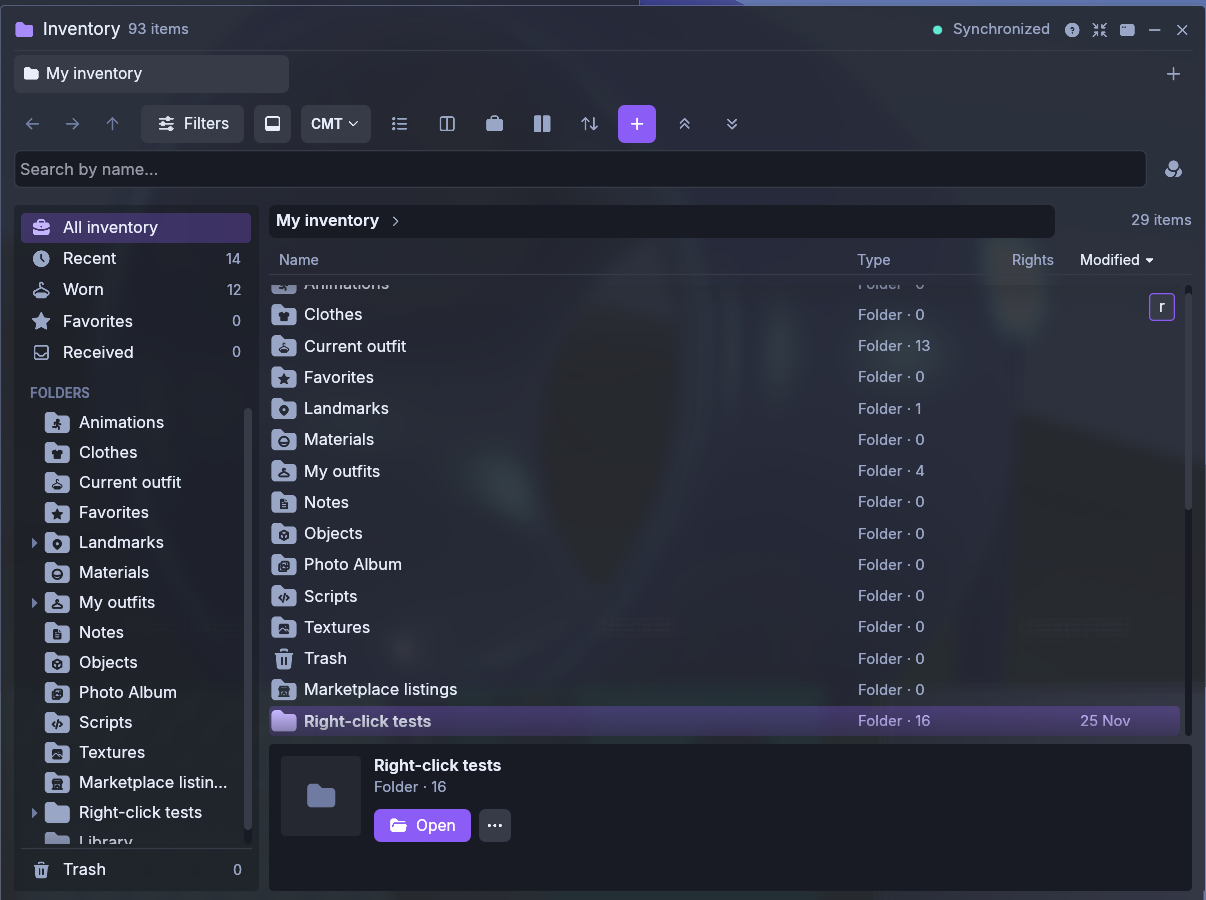 Inventory 93 items
Synchronized
My inventory
Filters
CMT
Search by name...
All inventory
Recent 14
Worn 12
Favorites 0
Received 0
FOLDERS
Animations
Clothes
Current outfit
Favorites
Landmarks
Materials
My outfits
Notes
Objects
Photo Album
Scripts
Textures
Marketplace listin...
Right-click tests
Library
Trash 0
My inventory
29 items
Name Type Rights Modified
Animations Folder · 0
r
Clothes Folder · 0
Current outfit Folder · 13
Favorites Folder · 0
Landmarks Folder · 1
Materials Folder · 0
My outfits Folder · 4
Notes Folder · 0
Objects Folder · 0
Photo Album Folder · 0
Scripts Folder · 0
Textures Folder · 0
Trash Folder · 0
Marketplace listings Folder · 0
Right-click tests Folder · 16 25 Nov
Right-click tests
Folder · 16
Open